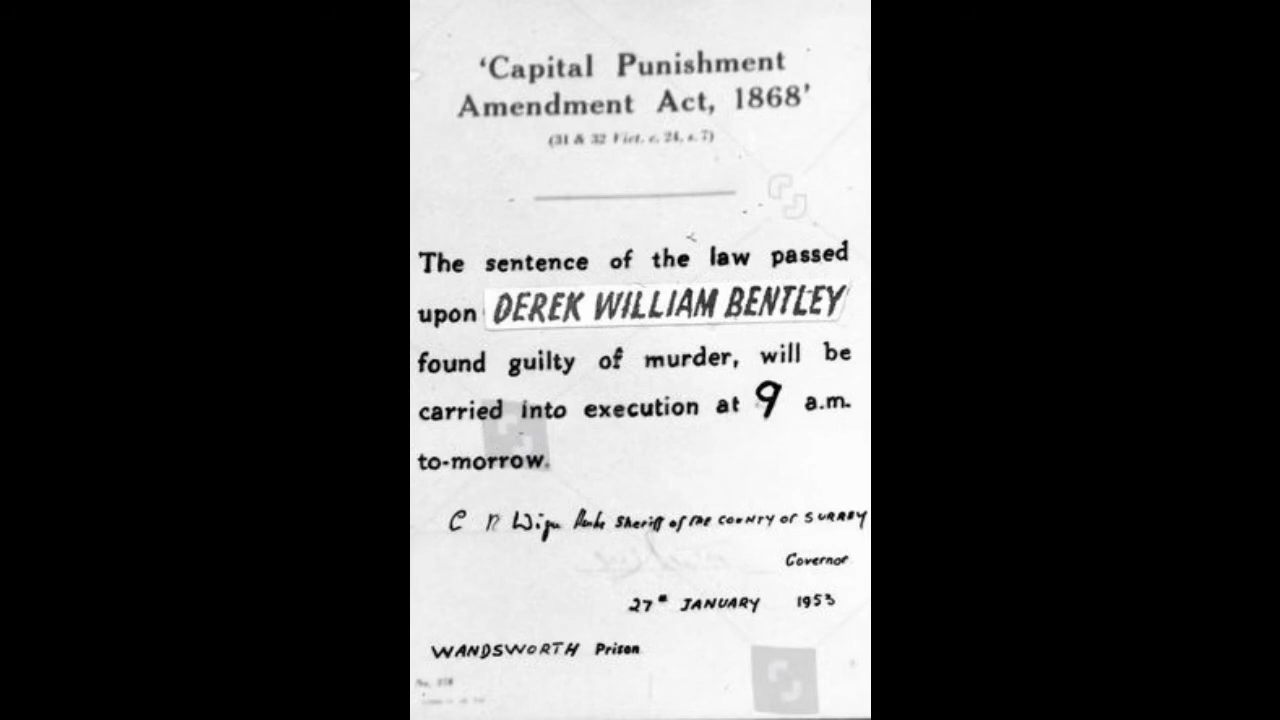 ‘Capital Punishment
Amendment Act, 1868’
(31 & 32 Vict. c. 24, s. 7)
The sentence of the law passed
upon DEREK WILLIAM BENTLEY
found guilty of murder, will be
carried into execution at 9 a.m.
to-morrow.
C Sheriff of the COUNTY OF SURREY
Governor
27th JANUARY 1953
WANDSWORTH Prison